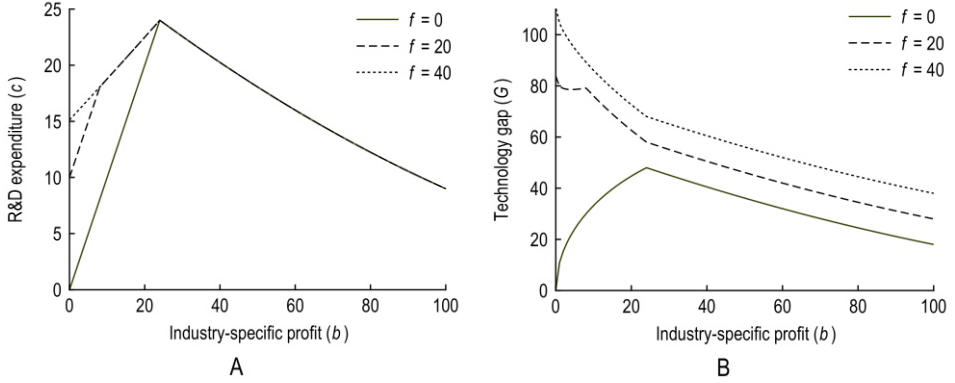 25
20
15
10
5
0
R&D expenditure (c)
0 20 40 60 80 100
Industry-specific profit (b)
f = 0
f = 20
f = 40
A
100
80
60
40
20
0
Technology gap (G)
0 20 40 60 80 100
Industry-specific profit (b)
f = 0
f = 20
f = 40
B